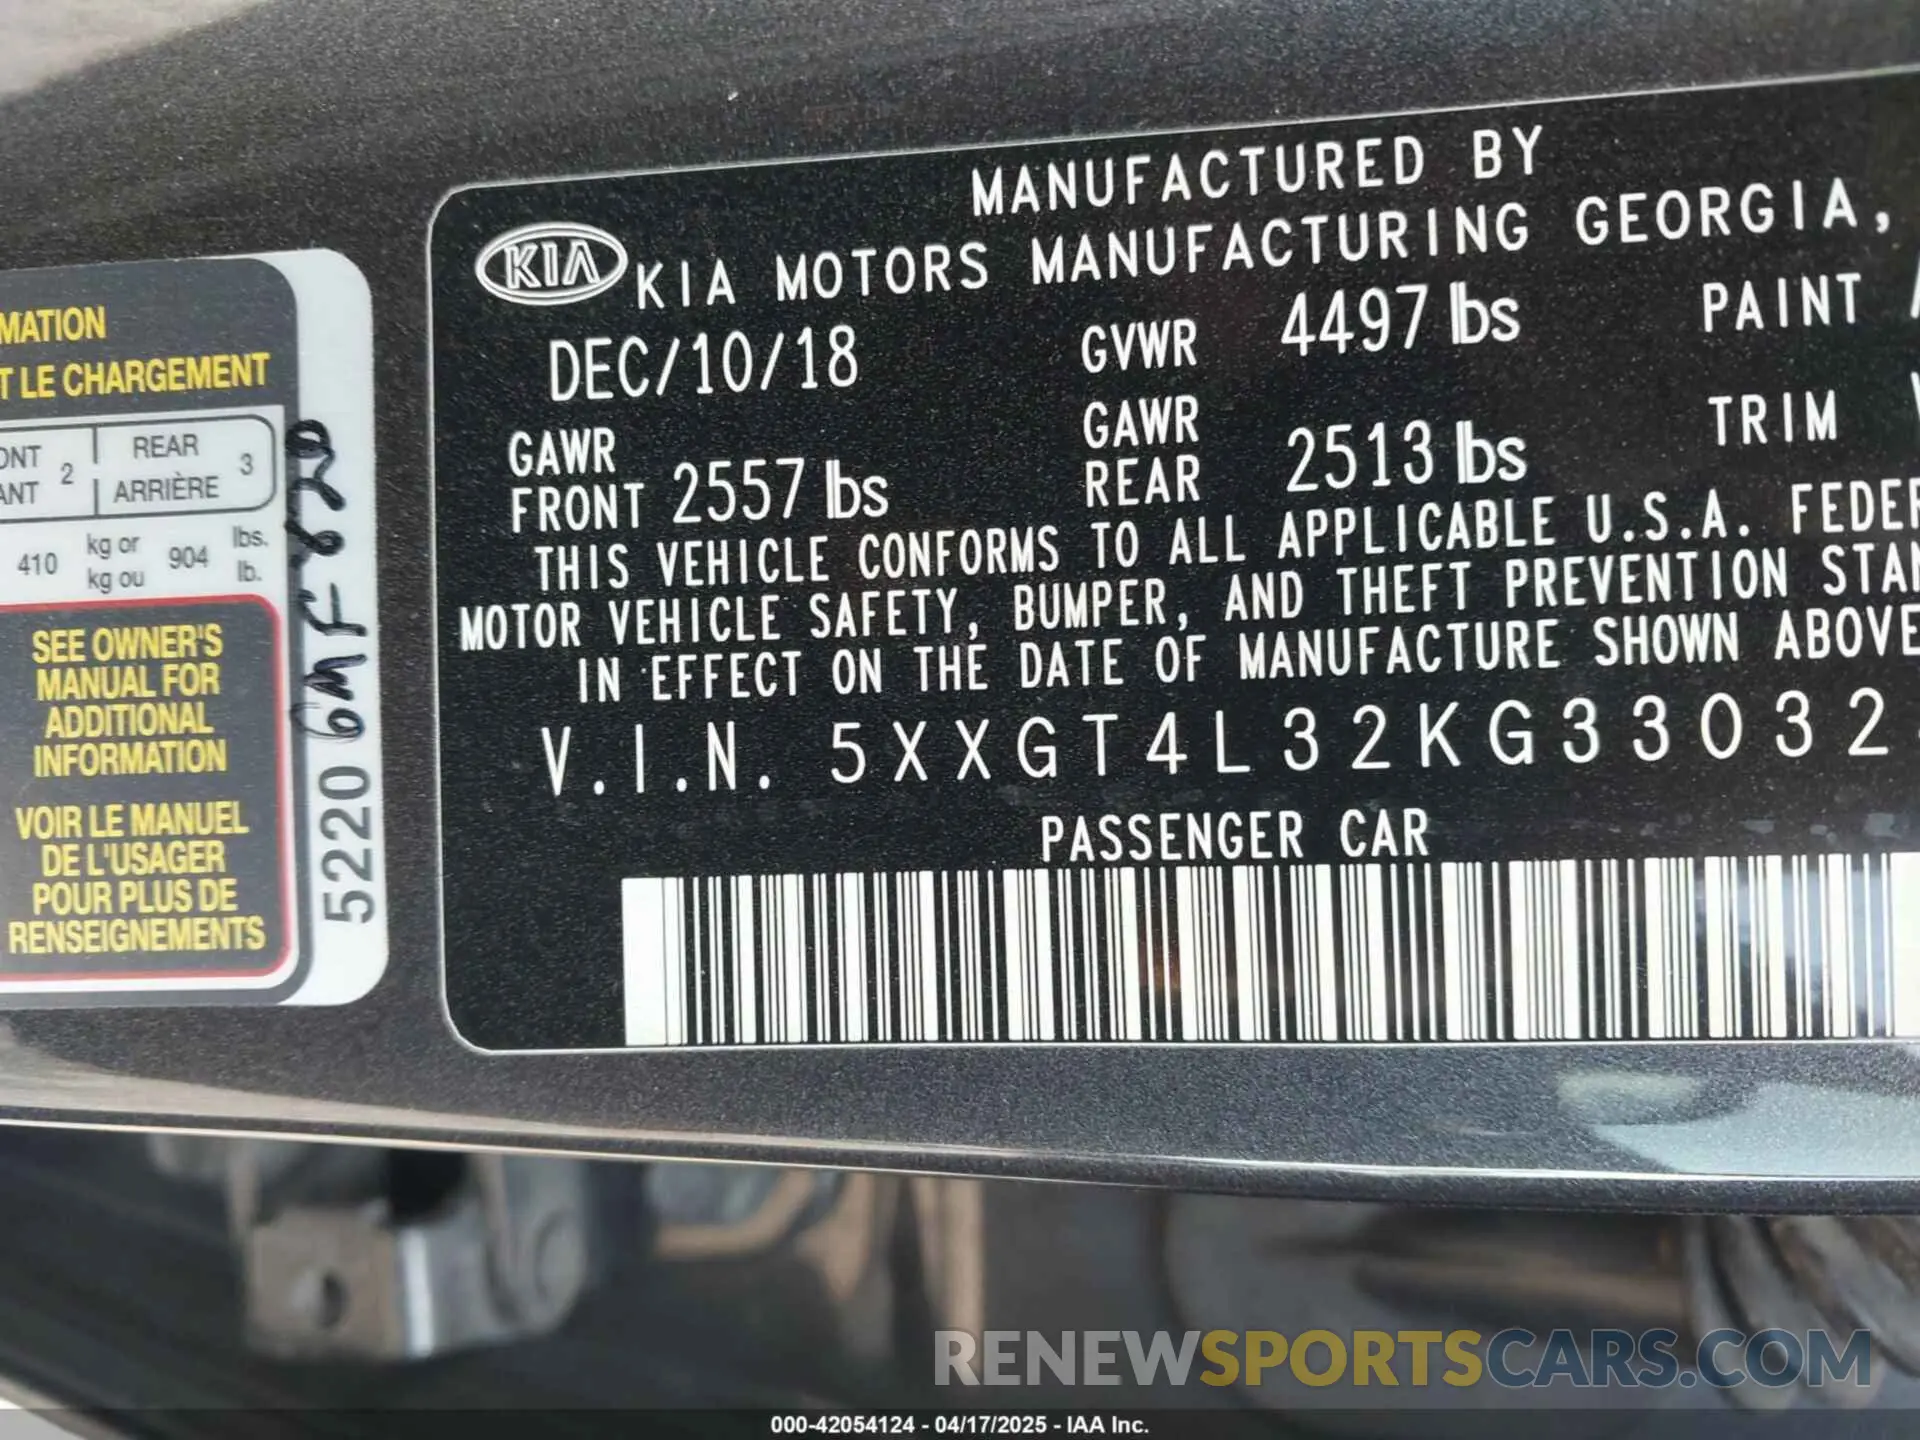 MATION
T LE CHARGEMENT
ONT 2 REAR 3
ANT ARRIÈRE
410 kg or 904 lbs.
kg ou lb.
SEE OWNER'S
MANUAL FOR
ADDITIONAL
INFORMATION
VOIR LE MANUEL
DE L'USAGER
POUR PLUS DE
RENSEIGNEMENTS
5220
MANUFACTURED BY
KIA KIA MOTORS MANUFACTURING GEORGIA,
DEC/10/18 GVWR 4497 lbs PAINT
GAWR FRONT 2557 lbs GAWR REAR 2513 lbs TRIM
THIS VEHICLE CONFORMS TO ALL APPLICABLE U.S.A. FEDER
MOTOR VEHICLE SAFETY, BUMPER, AND THEFT PREVENTION STAN
IN EFFECT ON THE DATE OF MANUFACTURE SHOWN ABOVE
V.I.N. 5XXGT4L32KG33032
PASSENGER CAR
RENEWSPORTSCARS.COM
000-42054124 - 04/17/2025 - IAA Inc.